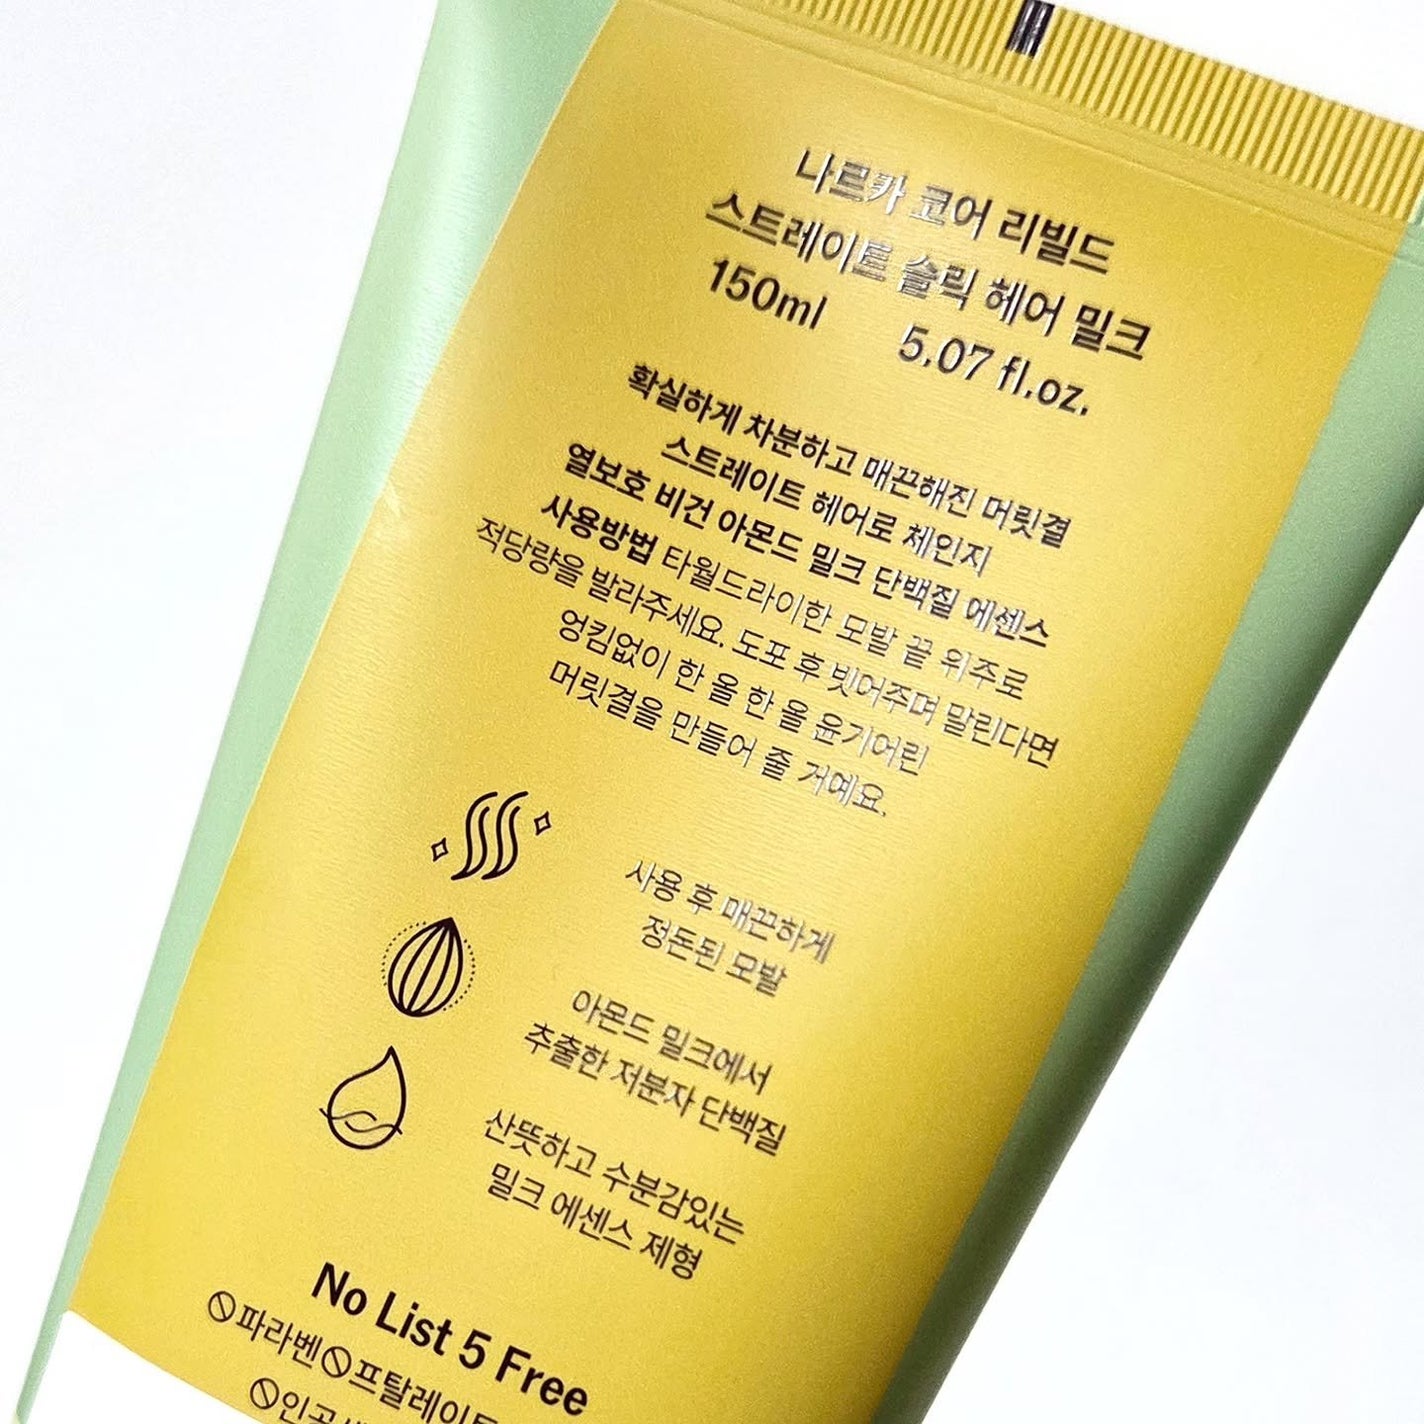 나르카 코어 리빌드
스트레이트 슬릭 헤어 밀크
150ml 5.07 fl.oz.
확실하게 차분하고 매끈해진 머릿결
스트레이트 헤어로 체인지
열보호 비건 아몬드 밀크 단백질 에센스
사용방법 타월드라이한 모발 끝 위주로
적당량을 발라주세요. 도포 후 빗어주며 말린다면
엉킴없이 한 올 한 올 윤기어린
머릿결을 만들어 줄 거예요.
사용 후 매끈하게
정돈된 모발
아몬드 밀크에서
추출한 저분자 단백질
산뜻하고 수분감있는
밀크 에센스 제형
No List 5 Free
파라벤 프탈레이트